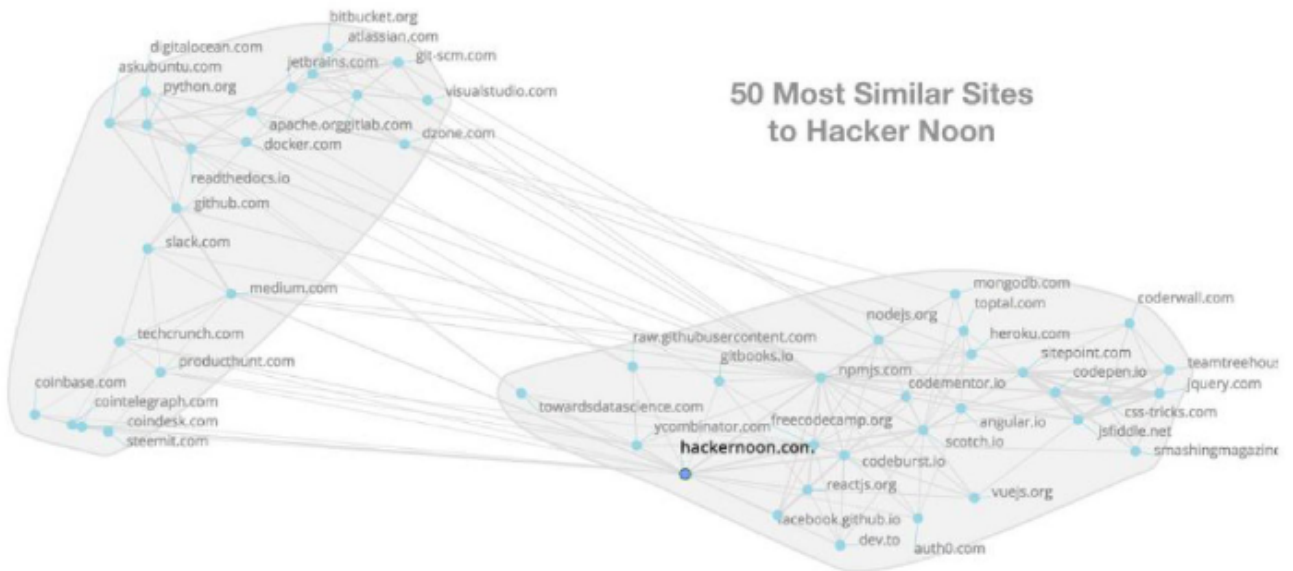 bitbucket.org
digitalocean.com
atlassian.com
askubuntu.com
jetbrains.com
git-scm.com
python.org
visualstudio.com
50 Most Similar Sites
to Hacker Noon
apache.org
gitlab.com
dzone.com
docker.com
readthedocs.io
github.com
slack.com
medium.com
mongodb.com
toptal.com
coderwall.com
nodejs.org
techcrunch.com
raw.githubusercontent.com
heroku.com
gitbooks.io
sitepoint.com
producthunt.com
teamtreehous
npmjs.com
codepen.io
coinbase.com
codementor.io
jquery.com
cointelegraph.com
towardsdatascience.com
css-tricks.com
coindesk.com
freecodecamp.org
angular.io
ycombinator.com
jsfiddle.net
steemit.com
scotch.io
hackernoon.com
smashingmagazine
codeburst.io
reactjs.org
vuejs.org
facebook.github.io
dev.to
auth0.com